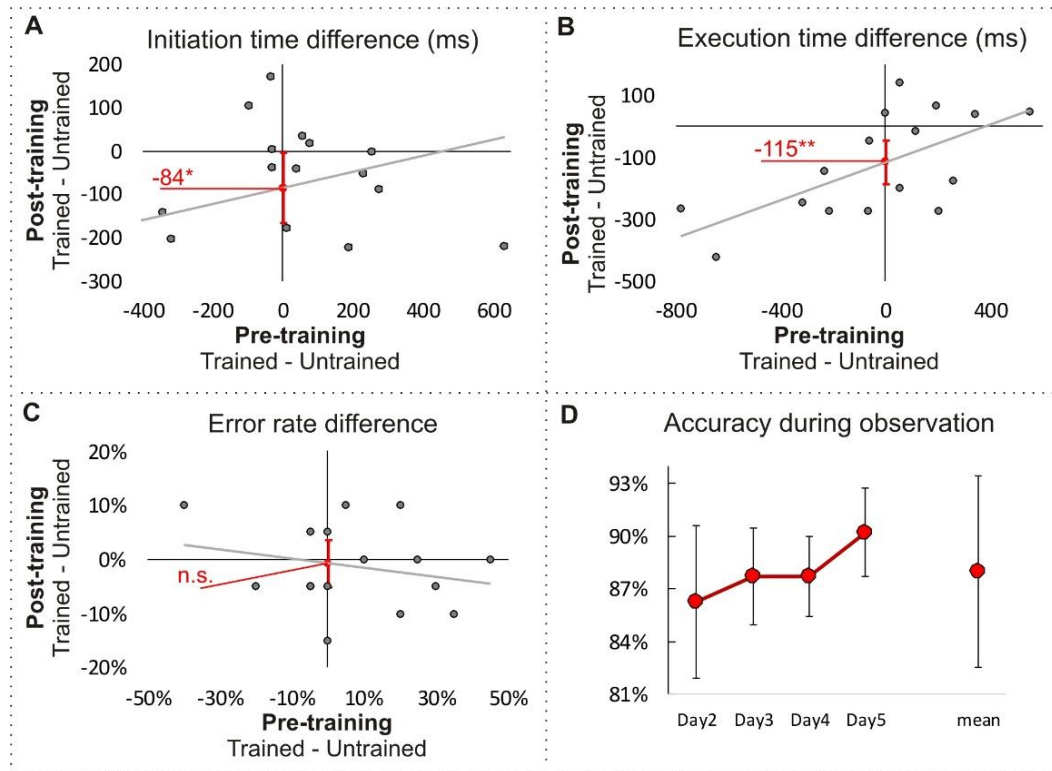 A
Initiation time difference (ms)
200
100
0
-100
-200
-300
-84*
-400
-200
0
200
400
600
Post-training
Trained - Untrained
Pre-training
Trained - Untrained
B
Execution time difference (ms)
100
-100
-300
-500
-115**
-800
-400
0
400
Post-training
Trained - Untrained
Pre-training
Trained - Untrained
C
Error rate difference
20%
10%
0%
-10%
-20%
n.s.
-50%
-30%
-10%
10%
30%
50%
Post-training
Trained - Untrained
Pre-training
Trained - Untrained
D
Accuracy during observation
93%
90%
87%
84%
81%
Day2
Day3
Day4
Day5
mean